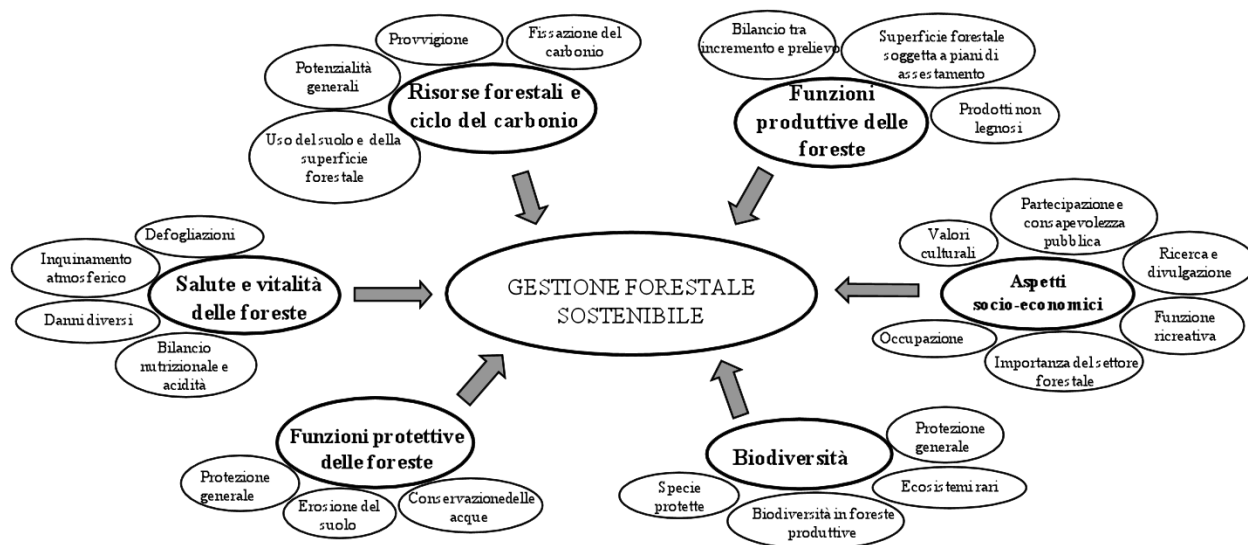 Provvigione
Fissazione del
carbonio
Potenzialità
generali
Risorse forestali e
ciclo del carbonio
Uso del suolo e della
superficie
forestale
Bilancio tra
incremento e prelievo
Superficie forestale
soggetta a piani di
assestamento
Funzioni
produttive delle
foreste
Prodotti non
legnosi
Defogliazioni
Inquinamento
atmosferico
Salute e vitalità
delle foreste
Danni diversi
Bilancio
nutrizionale e
acidità
GESTIONE FORESTALE
SOSTENIBILE
Partecipazione e
consapevolezza
pubblica
Valori
culturali
Ricerca e
divulgazione
Aspetti
socio-economici
Funzione
ricreativa
Occupazione
Importanza del settore
forestale
Funzioni protettive
delle foreste
Protezione
generale
Erosione del
suolo
Conservazione delle
acque
Biodiversità
Protezione
generale
Ecosistemi rari
Specie
protette
Biodiversità in foreste
produttive